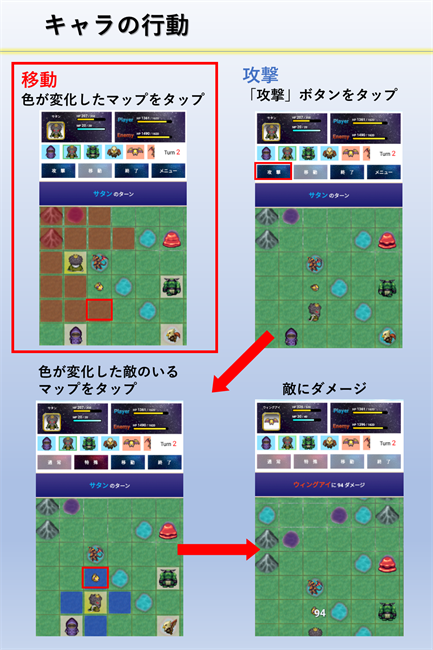 キャラの行動
移動
色が変化したマップをタップ
サタン
Player
Enemy
Turn 2
攻撃 移動 終了 メニュー
サタンのターン
攻撃
「攻撃」ボタンをタップ
サタン
Player
Enemy
Turn 2
攻撃 移動 終了 メニュー
サタンのターン
色が変化した敵のいる
マップをタップ
サタン
Player
Enemy
Turn 2
通常 特殊 移動 終了
サタンのターン
敵にダメージ
ウィングアイ
Player
Enemy
Turn 2
通常 特殊 移動 終了
ウィングアイに 94 ダメージ
94